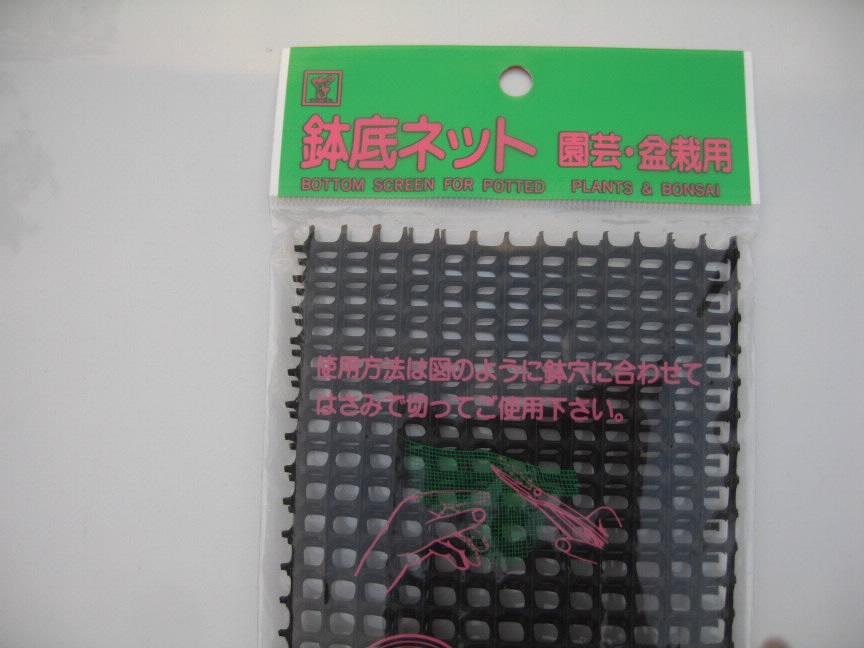 鉢底ネット 園芸・盆栽用
BOTTOM SCREEN FOR POTTED PLANTS & BONSAI
使用方法は図のように鉢穴に合わせて
はさみで切ってご使用下さい。